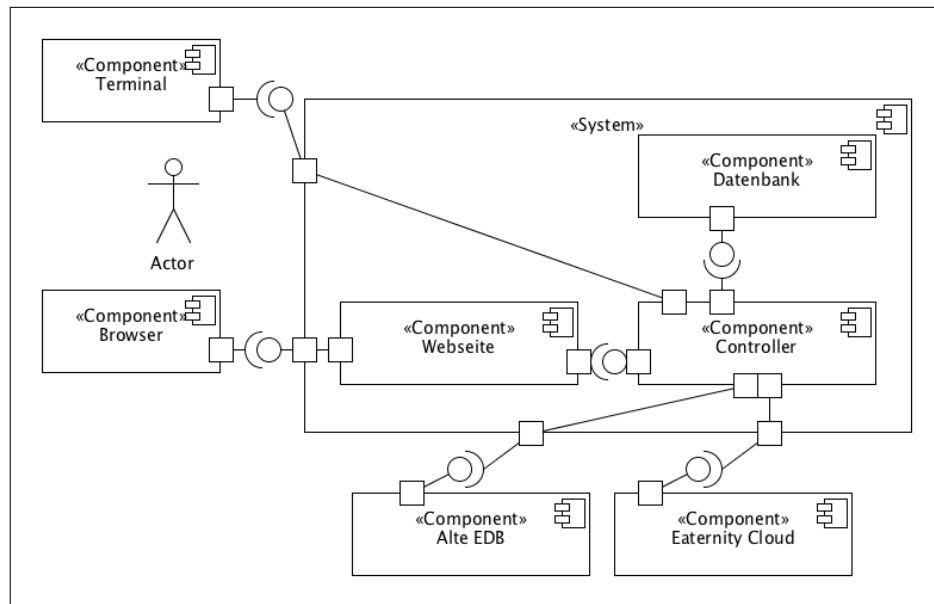 «Component»
Terminal
«System»
«Component»
Datenbank
Actor
«Component»
Browser
«Component»
Webseite
«Component»
Controller
«Component»
Alte EDB
«Component»
Eaternity Cloud